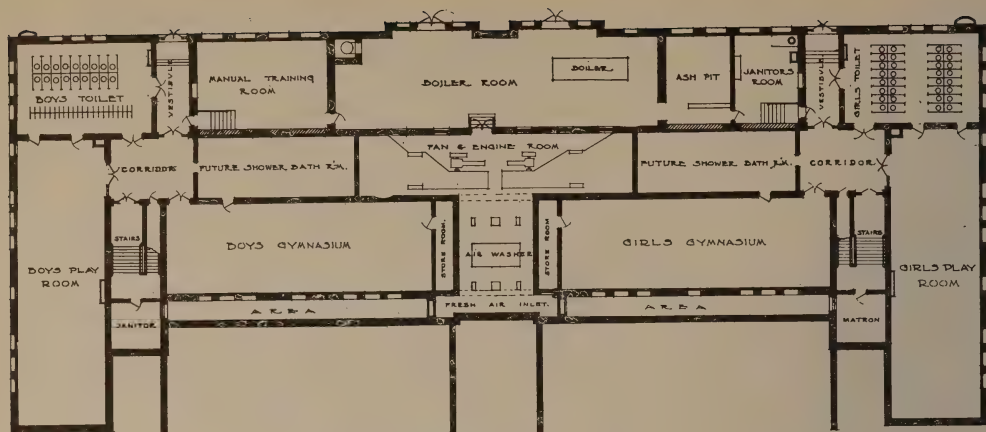 BOYS TOILET
VESTIBULE
MANUAL TRAINING
ROOM
BOILER ROOM
BOILER
ASH PIT
JANITORS
ROOM
VESTIBULE
GIRLS TOILET
CORRIDOR
FUTURE SHOWER BATH R'M.
FAN & ENGINE ROOM
FUTURE SHOWER BATH R'M.
CORRIDOR
STAIRS
BOYS GYMNASIUM
STORE ROOM.
AIR WASHER
STORE ROOM
GIRLS GYMNASIUM
STAIRS
BOYS PLAY
ROOM
GIRLS PLAY
ROOM
JANITOR
AREA
FRESH AIR INLET.
AREA
MATRON